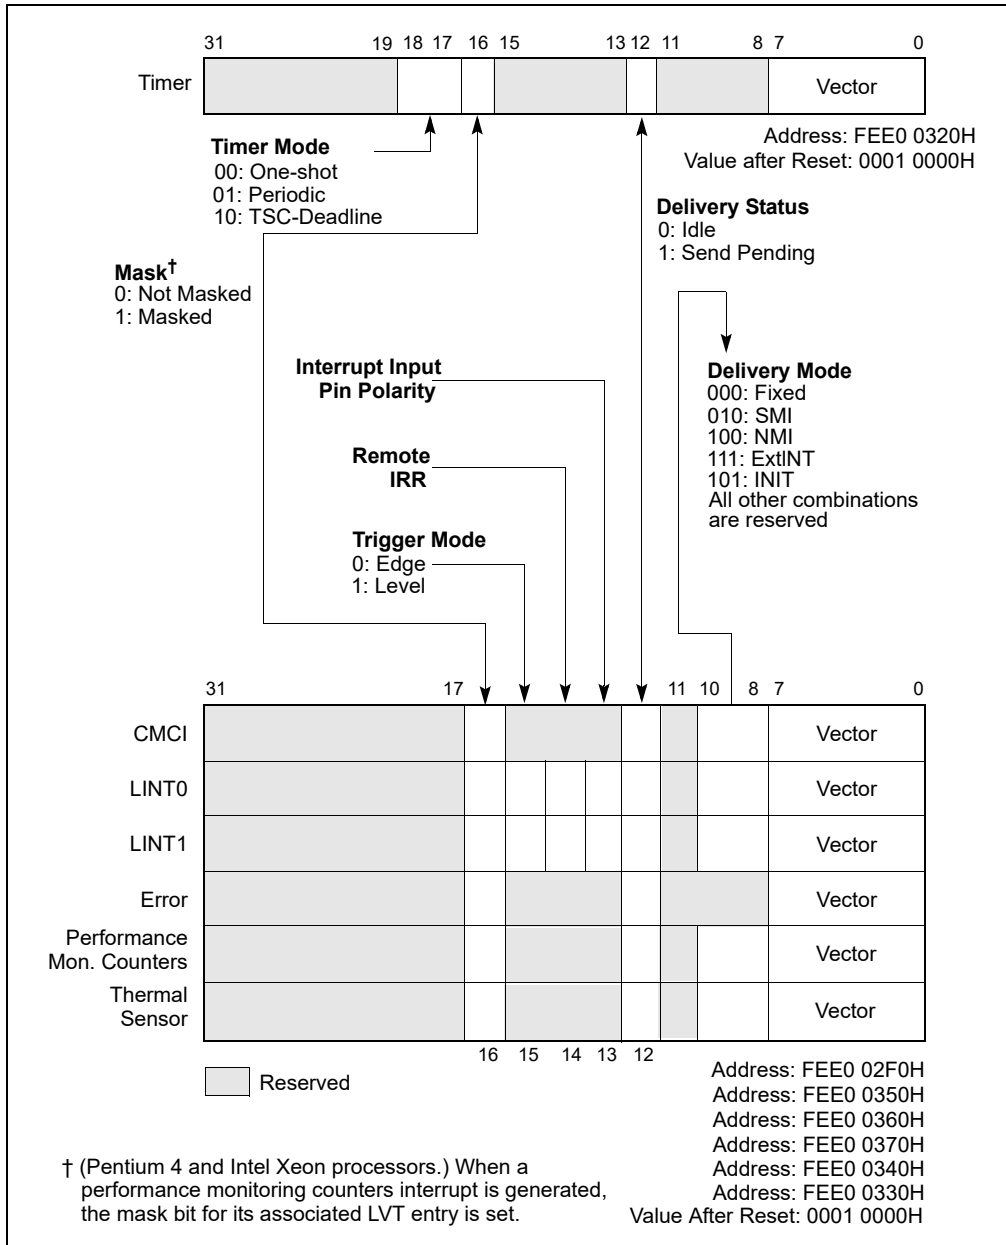 31 19 18 17 16 15 13 12 11 8 7 0
Timer Vector
Address: FEE0 0320H
Value after Reset: 0001 0000H
Timer Mode
00: One-shot
01: Periodic
10: TSC-Deadline
Delivery Status
0: Idle
1: Send Pending
Mask†
0: Not Masked
1: Masked
Interrupt Input
Pin Polarity
Delivery Mode
000: Fixed
010: SMI
100: NMI
111: ExtINT
101: INIT
All other combinations
are reserved
Remote
IRR
Trigger Mode
0: Edge
1: Level
31 17 11 10 8 7 0
CMCI Vector
LINT0 Vector
LINT1 Vector
Error Vector
Performance
Mon. Counters Vector
Thermal
Sensor Vector
16 15 14 13 12
Reserved
Address: FEE0 02F0H
Address: FEE0 0350H
Address: FEE0 0360H
Address: FEE0 0370H
Address: FEE0 0340H
Address: FEE0 0330H
Value After Reset: 0001 0000H
† (Pentium 4 and Intel Xeon processors.) When a
performance monitoring counters interrupt is generated,
the mask bit for its associated LVT entry is set.